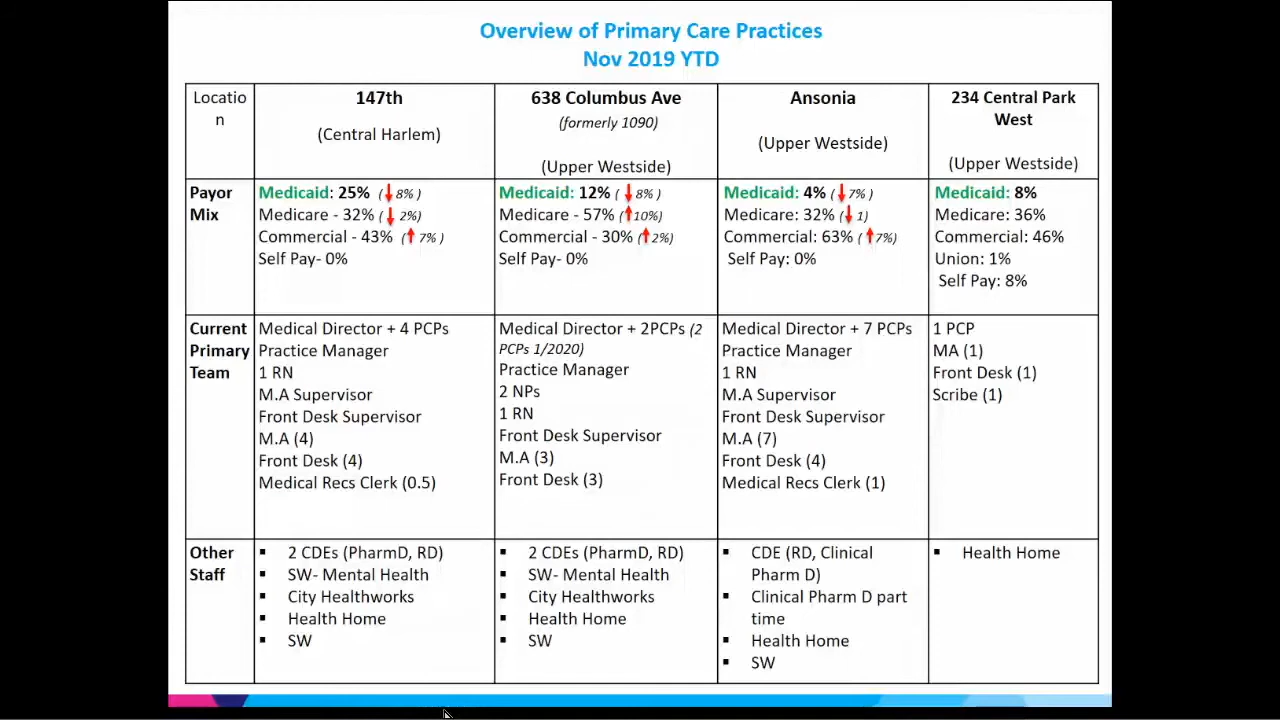 Overview of Primary Care Practices
Nov 2019 YTD
Locatio
n
147th
(Central Harlem)
638 Columbus Ave
(formerly 1090)
(Upper Westside)
Ansonia
(Upper Westside)
234 Central Park
West
(Upper Westside)
Payor
Mix
Medicaid: 25% (↓8% )
Medicare - 32% (↓ 2%)
Commercial - 43% (↑ 7% )
Self Pay- 0%
Medicaid: 12% ( ↓8% )
Medicare - 57% (↑10%)
Commercial - 30% (↑2%)
Self Pay- 0%
Medicaid: 4% (↓7%)
Medicare: 32% (↓ 1)
Commercial: 63% (↑7%)
Self Pay: 0%
Medicaid: 8%
Medicare: 36%
Commercial: 46%
Union: 1%
Self Pay: 8%
Current
Primary
Team
Medical Director + 4 PCPs
Practice Manager
1 RN
M.A Supervisor
Front Desk Supervisor
M.A (4)
Front Desk (4)
Medical Recs Clerk (0.5)
Medical Director + 2PCPs (2
PCPs 1/2020)
Practice Manager
2 NPs
1 RN
Front Desk Supervisor
M.A (3)
Front Desk (3)
Medical Director + 7 PCPs
Practice Manager
1 RN
M.A Supervisor
Front Desk Supervisor
M.A (7)
Front Desk (4)
Medical Recs Clerk (1)
1 PCP
MA (1)
Front Desk (1)
Scribe (1)
Other
Staff
▪ 2 CDEs (PharmD, RD)
▪ SW- Mental Health
▪ City Healthworks
▪ Health Home
▪ SW
▪ 2 CDEs (PharmD, RD)
▪ SW- Mental Health
▪ City Healthworks
▪ Health Home
▪ SW
▪ CDE (RD, Clinical
Pharm D)
▪ Clinical Pharm D part
time
▪ Health Home
▪ SW
▪ Health Home